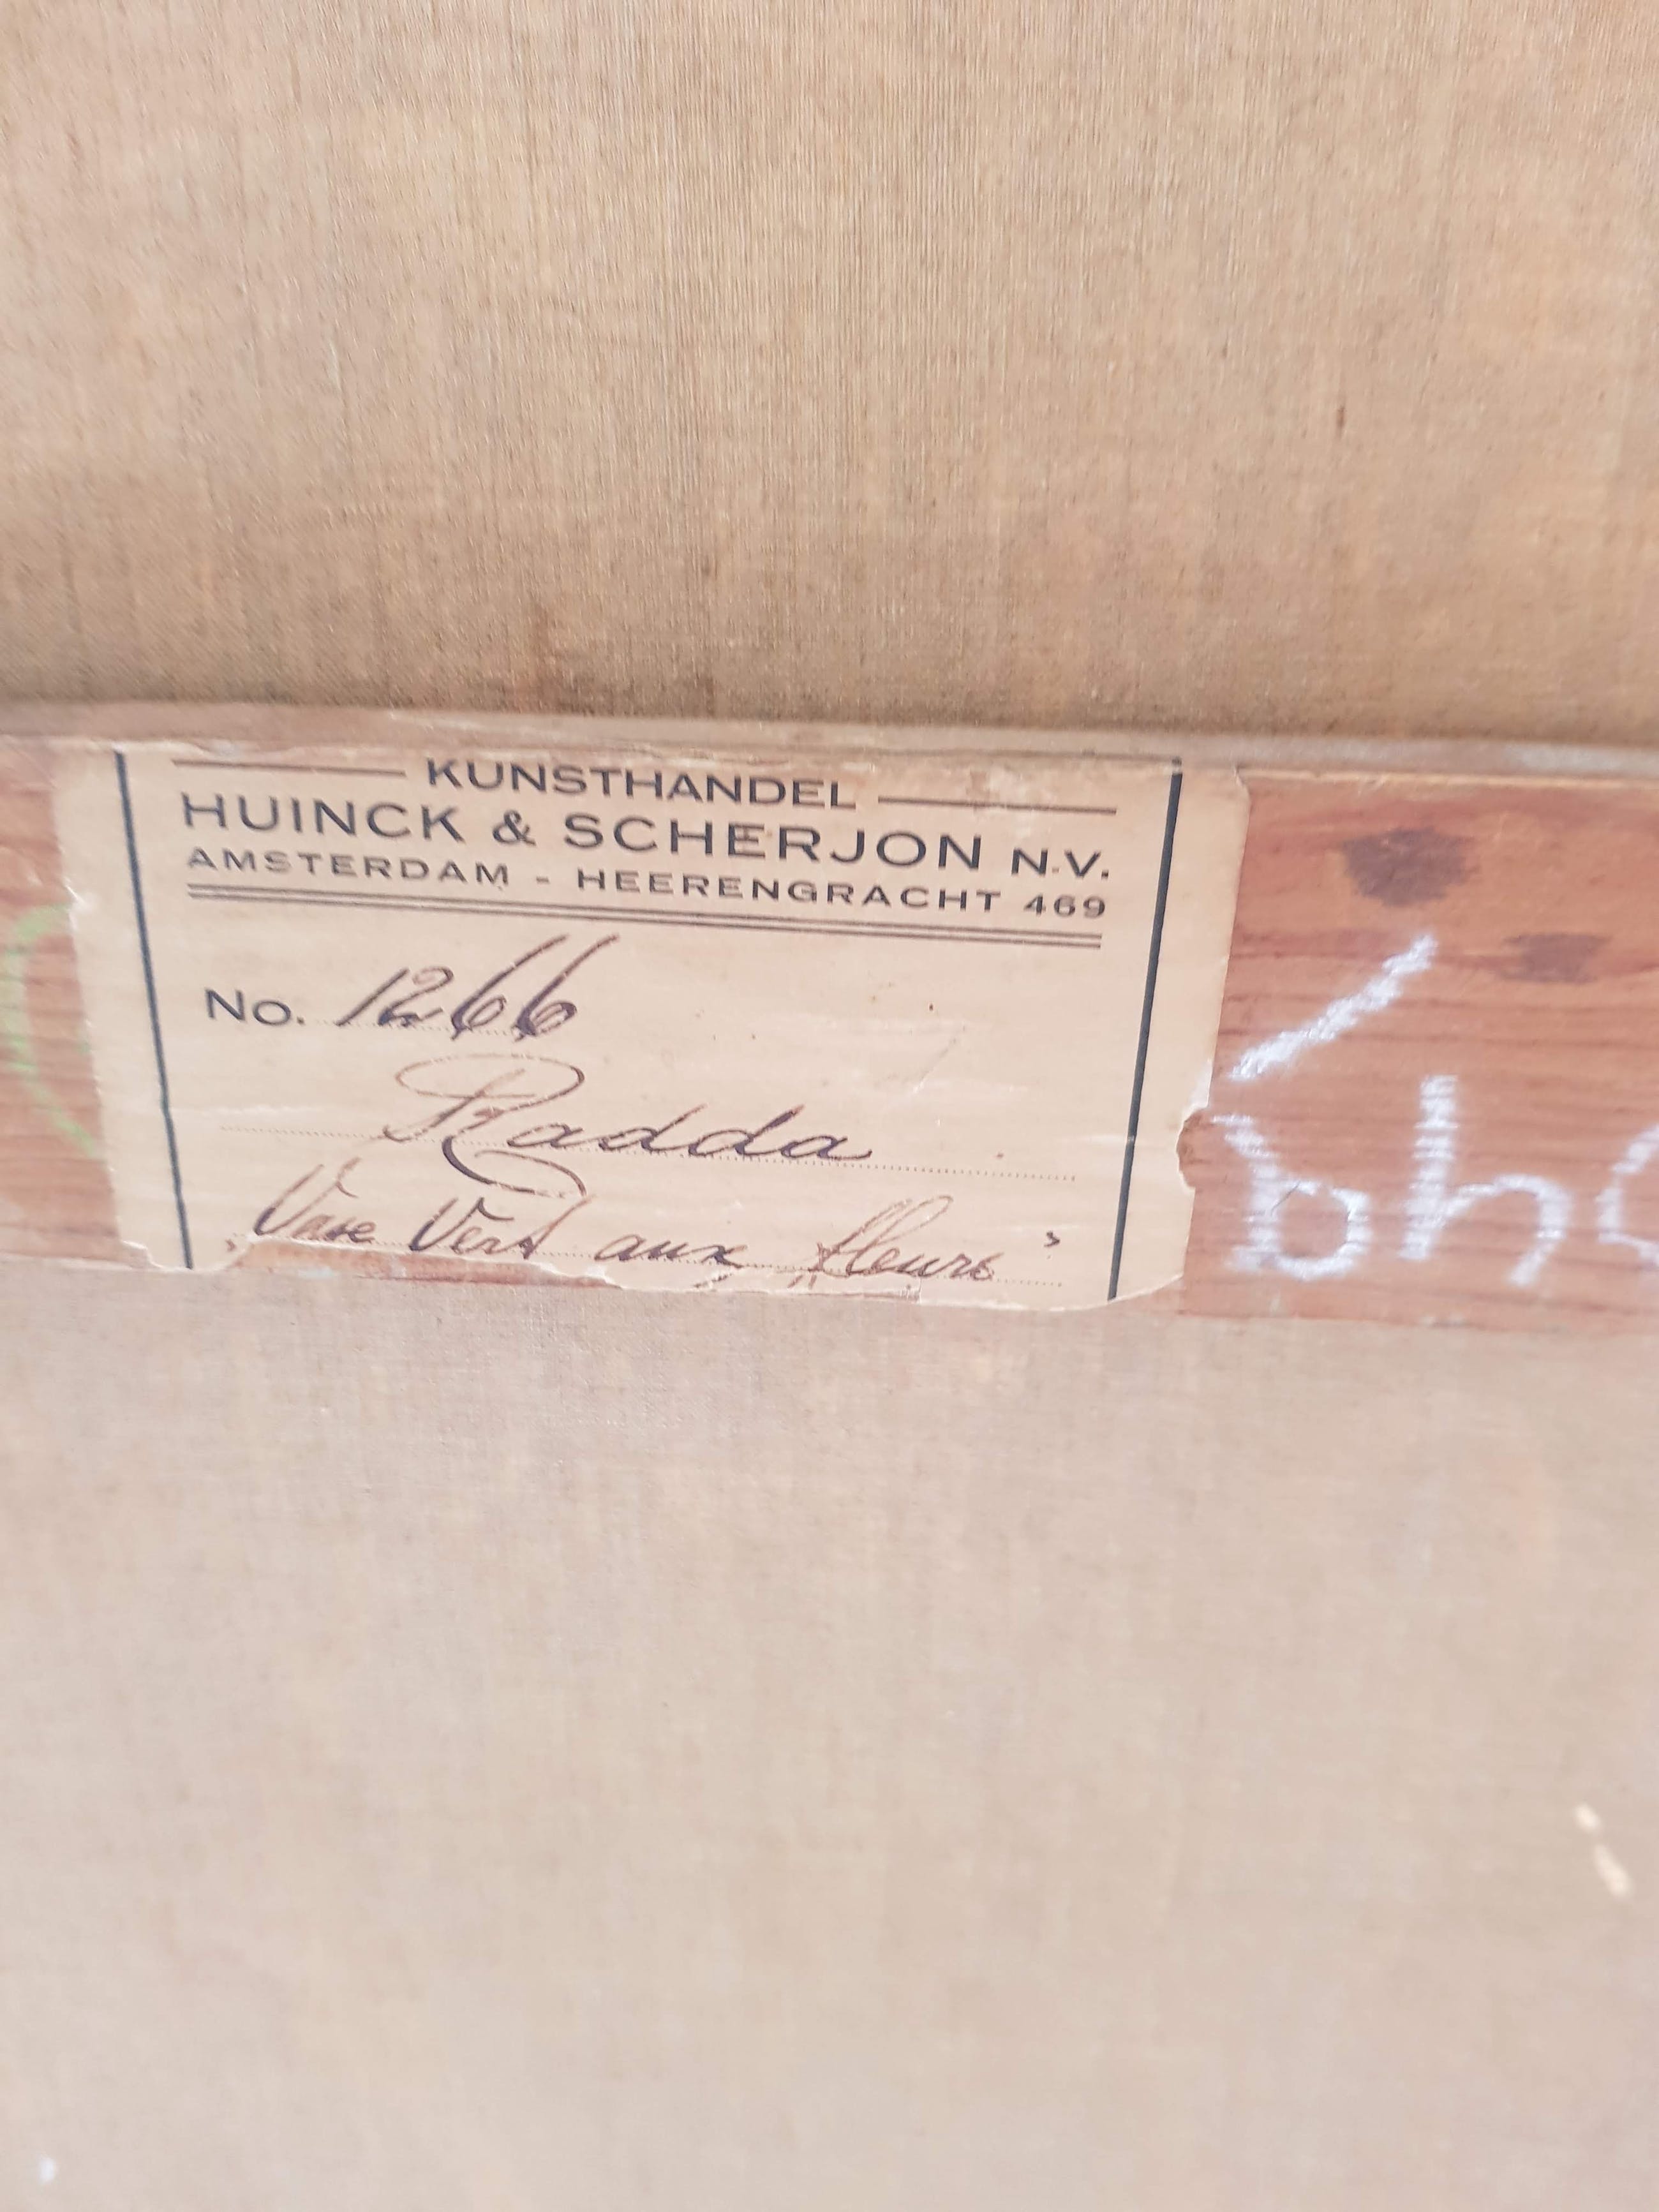 KUNSTHANDEL
HUINCK & SCHERJON N.V.
AMSTERDAM - HEERENGRACHT 469
No. 1266
Radda
„Vase Vert aux fleurs”